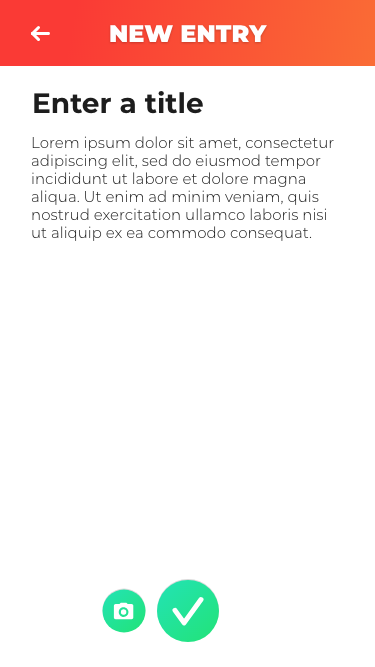 NEW ENTRY
Enter a title
Lorem ipsum dolor sit amet, consectetur
adipiscing elit, sed do eiusmod tempor
incididunt ut labore et dolore magna
aliqua. Ut enim ad minim veniam, quis
nostrud exercitation ullamco laboris nisi
ut aliquip ex ea commodo consequat.